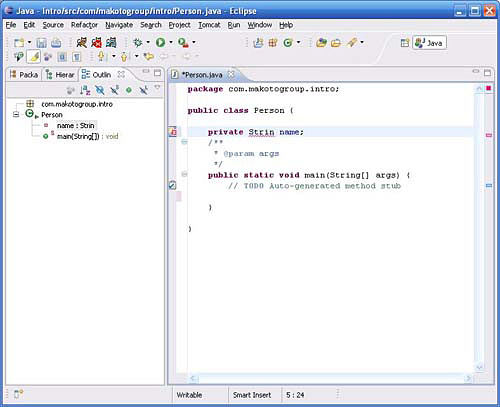 Java - Intro/src/com/makotogroup/intro/Person.java - Eclipse
File Edit Source Refactor Navigate Search Project Tomcat Run Window Help
Java
Packa Hierar Outlin
*Person.java
com.makotogroup.intro
Person
name : Strin
main(String[]) : void
package com.makotogroup.intro;
public class Person {
private Strin name;
/**
* @param args
*/
public static void main(String[] args) {
// TODO Auto-generated method stub
}
}
Writable Smart Insert 5 : 24